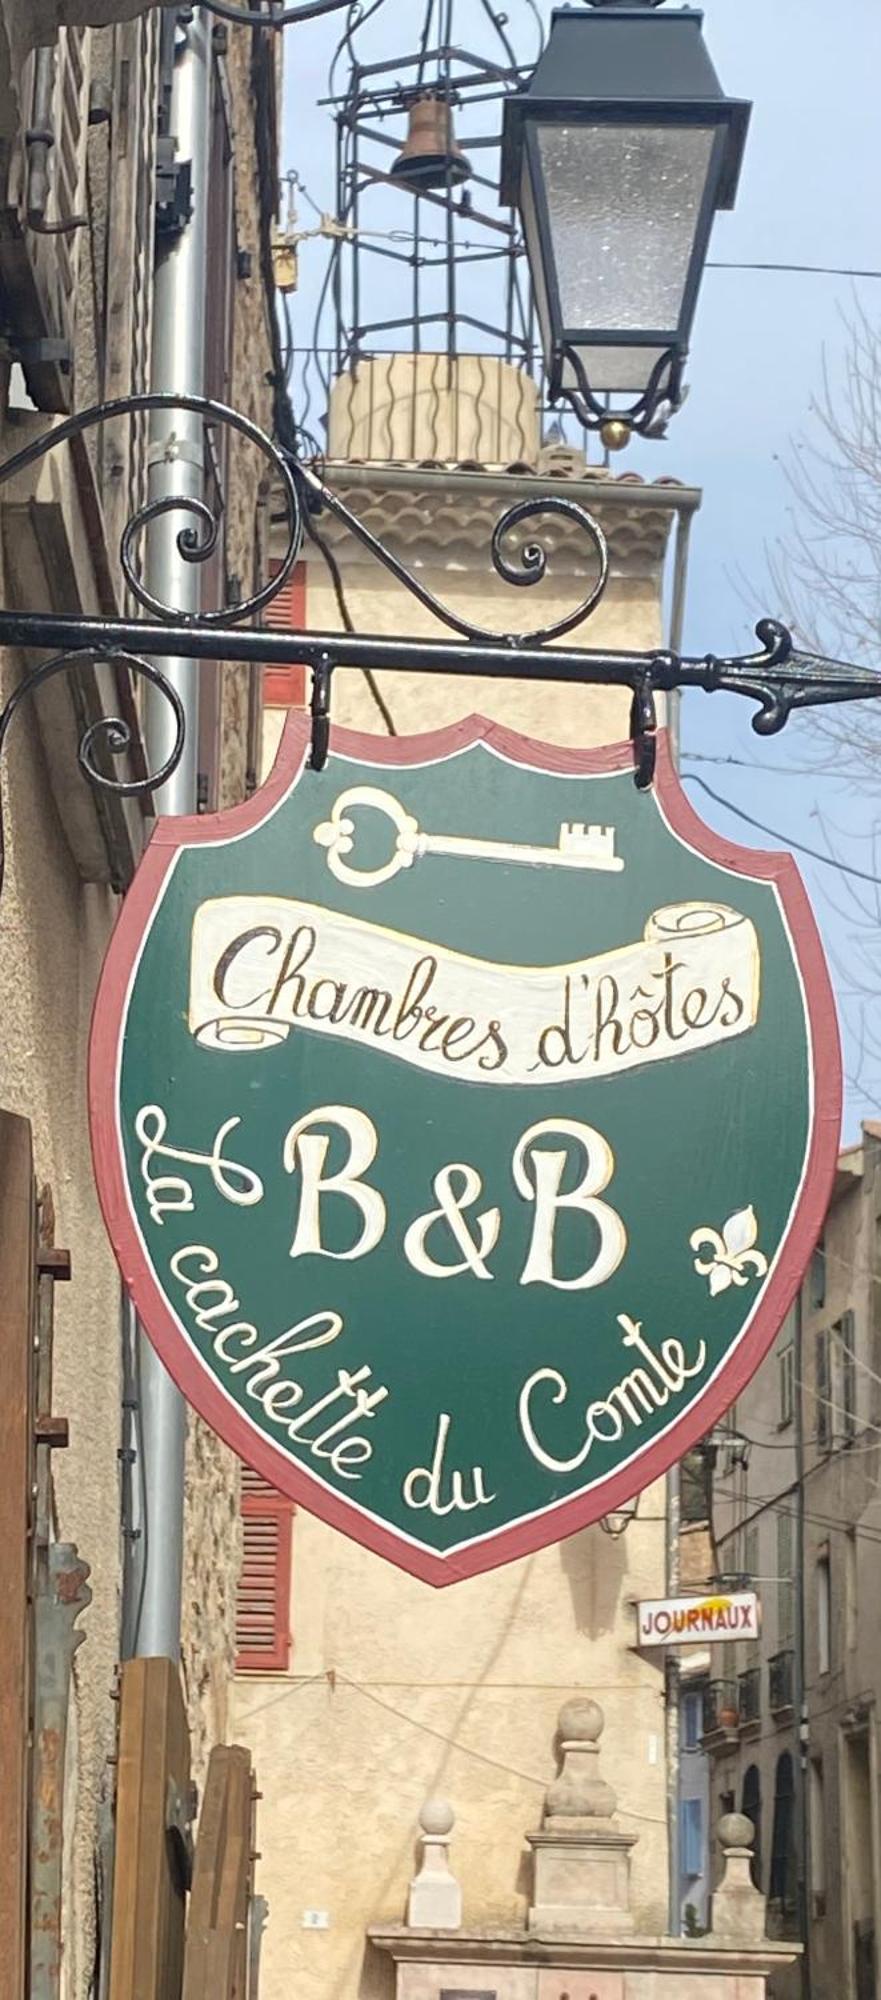 Chambres d'hôtes
B&B
La cachette du Comte
JOURNAUX